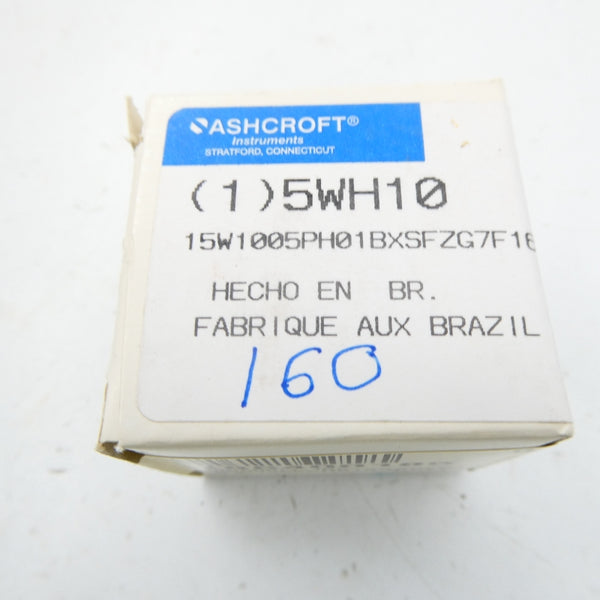 ASHCROFT®
Instruments
STRATFORD, CONNECTICUT
(1)5WH10
15W1005PH01BXSFZG7F16
HECHO EN BR.
FABRIQUE AUX BRAZIL
160